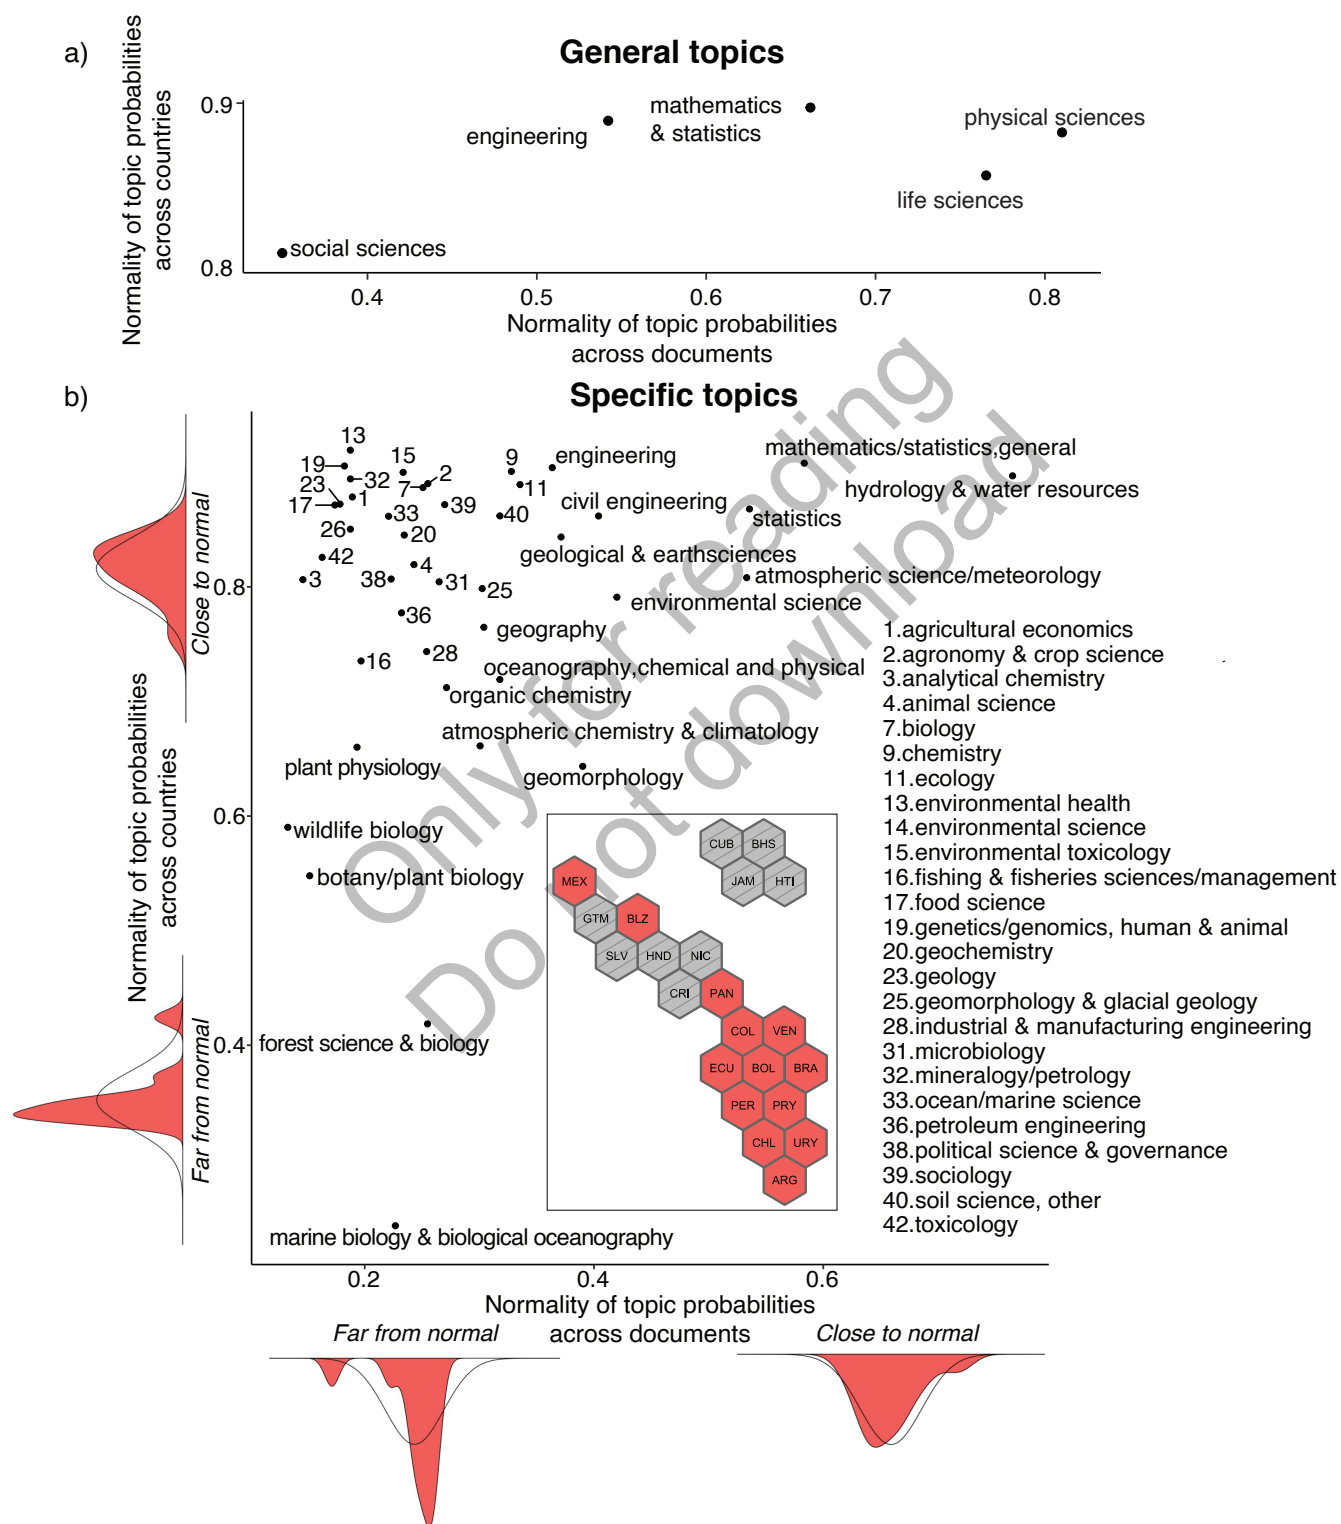 a)
General topics
Normality of topic probabilities
across countries
0.9
0.8
engineering
mathematics
& statistics
physical sciences
life sciences
social sciences
0.4
0.5
0.6
0.7
0.8
Normality of topic probabilities
across documents
b)
Specific topics
Close to normal
Normality of topic probabilities
across countries
Far from normal
0.8
0.6
0.4
13
19
15
9
engineering
mathematics/statistics,general
32
2
23
7
11
hydrology & water resources
17
1
39
civil engineering
33
40
statistics
26
20
geological & earthsciences
42
4
3
38
31
25
atmospheric science/meteorology
environmental science
36
geography
28
16
oceanography,chemical and physical
organic chemistry
atmospheric chemistry & climatology
plant physiology
geomorphology
wildlife biology
botany/plant biology
forest science & biology
marine biology & biological oceanography
CUB
BHS
MEX
JAM
HTI
GTM
BLZ
SLV
HND
NIC
CRI
PAN
COL
VEN
ECU
BOL
BRA
PER
PRY
CHL
URY
ARG
1.agricultural economics
2.agronomy & crop science
3.analytical chemistry
4.animal science
7.biology
9.chemistry
11.ecology
13.environmental health
14.environmental science
15.environmental toxicology
16.fishing & fisheries sciences/management
17.food science
19.genetics/genomics, human & animal
20.geochemistry
23.geology
25.geomorphology & glacial geology
28.industrial & manufacturing engineering
31.microbiology
32.mineralogy/petrology
33.ocean/marine science
36.petroleum engineering
38.political science & governance
39.sociology
40.soil science, other
42.toxicology
0.2
0.4
0.6
Normality of topic probabilities
across documents
Far from normal
Close to normal
Only for reading
Do not download